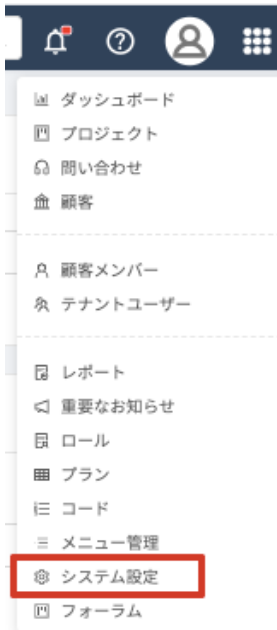 ダッシュボード
プロジェクト
問い合わせ
顧客
顧客メンバー
テナントユーザー
レポート
重要なお知らせ
ロール
プラン
コード
メニュー管理
システム設定
フォーラム